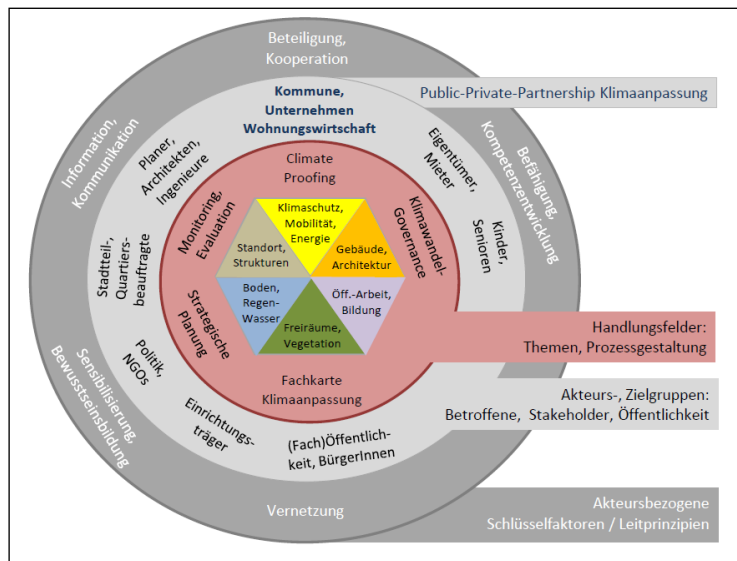 Beteiligung,
Kooperation
Information,
Kommunikation
Befähigung,
Kompetenzentwicklung
Sensibilisierung,
Bewusstseinsbildung
Vernetzung
Kommune,
Unternehmen
Wohnungswirtschaft
Public-Private-Partnership Klimaanpassung
Planer,
Architekten,
Ingenieure
Eigentümer,
Mieter
Kinder,
Senioren
Stadtteil-,
Quartiers-
beauftragte
Politik,
NGOs
Einrichtungs-
träger
(Fach)Öffentlich-
keit, BürgerInnen
Climate
Proofing
Monitoring,
Evaluation
Klimawandel-
Governance
Strategische
Planung
Fachkarte
Klimaanpassung
Klimaschutz,
Mobilität,
Energie
Standort,
Strukturen
Gebäude,
Architektur
Boden,
Regen-
Wasser
Öff.-Arbeit,
Bildung
Freiräume,
Vegetation
Handlungsfelder:
Themen, Prozessgestaltung
Akteurs-, Zielgruppen:
Betroffene, Stakeholder, Öffentlichkeit
Akteursbezogene
Schlüsselfaktoren / Leitprinzipien